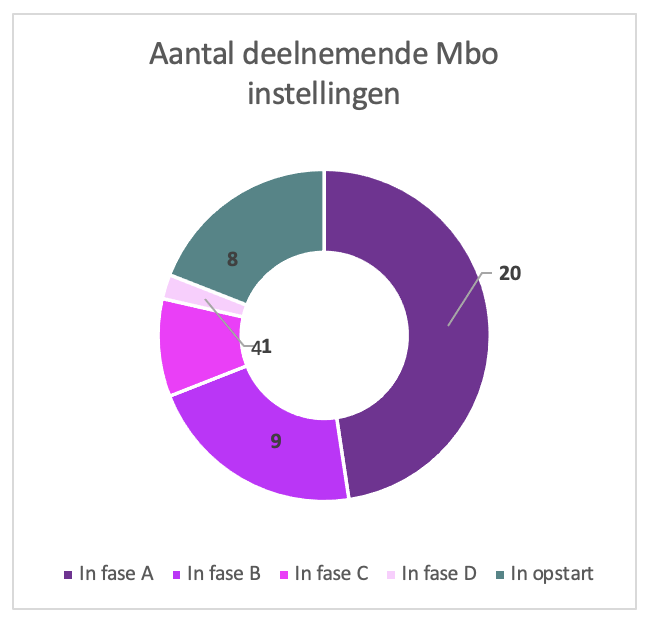 Aantal deelnemende Mbo
instellingen
20
8
41
9
In fase A In fase B In fase C In fase D In opstart